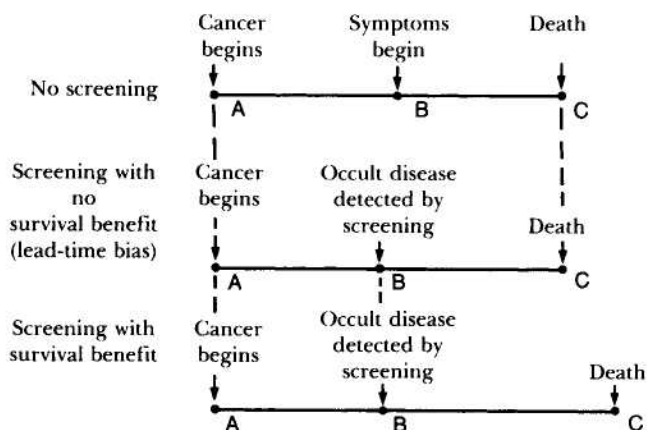 Cancer begins
Symptoms begin
Death
No screening
A
B
C
Screening with
no
survival benefit
(lead-time bias)
Cancer
begins
Occult disease
detected by
screening
Death
A
B
C
Screening with
survival benefit
Cancer
begins
Occult disease
detected by
screening
Death
A
B
C